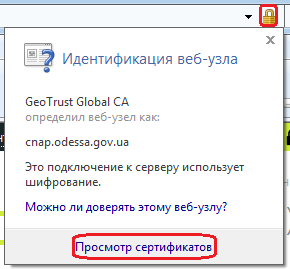 Идентификация веб-узла
GeoTrust Global CA
определил веб-узел как:
cnap.odessa.gov.ua
Это подключение к серверу использует
шифрование.
Можно ли доверять этому веб-узлу?
Просмотр сертификатов